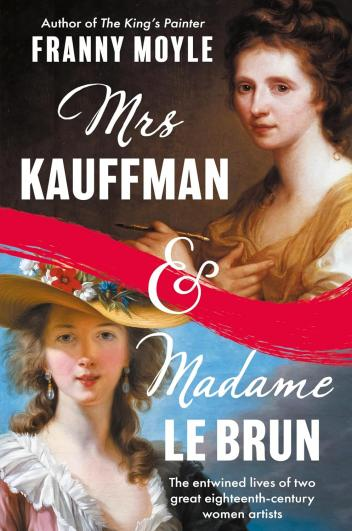 Author of The King's Painter
FRANNY MOYLE
Mrs
KAUFFMAN
&
Madame
LE BRUN
The entwined lives of two
great eighteenth-century
women artists